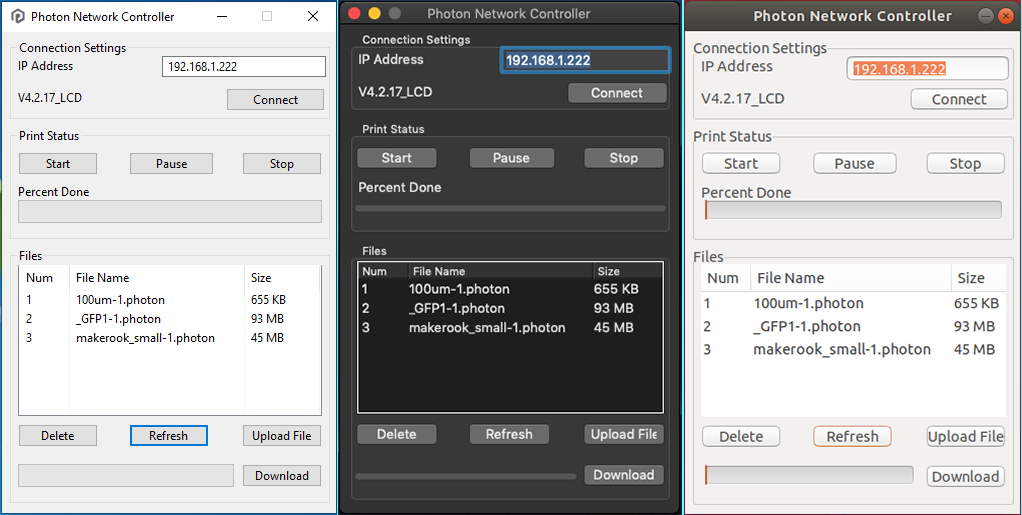 Photon Network Controller
Connection Settings
IP Address
192.168.1.222
V4.2.17_LCD
Connect
Print Status
Start
Pause
Stop
Percent Done
Files
Num File Name Size
1 100um-1.photon 655 KB
2 _GFP1-1.photon 93 MB
3 makerook_small-1.photon 45 MB
Delete
Refresh
Upload File
Download
Photon Network Controller
Connection Settings
IP Address
192.168.1.222
V4.2.17_LCD
Connect
Print Status
Start
Pause
Stop
Percent Done
Files
Num File Name Size
1 100um-1.photon 655 KB
2 _GFP1-1.photon 93 MB
3 makerook_small-1.photon 45 MB
Delete
Refresh
Upload File
Download
Photon Network Controller
Connection Settings
IP Address
192.168.1.222
V4.2.17_LCD
Connect
Print Status
Start
Pause
Stop
Percent Done
Files
Num File Name Size
1 100um-1.photon 655 KB
2 _GFP1-1.photon 93 MB
3 makerook_small-1.photon 45 MB
Delete
Refresh
Upload File
Download